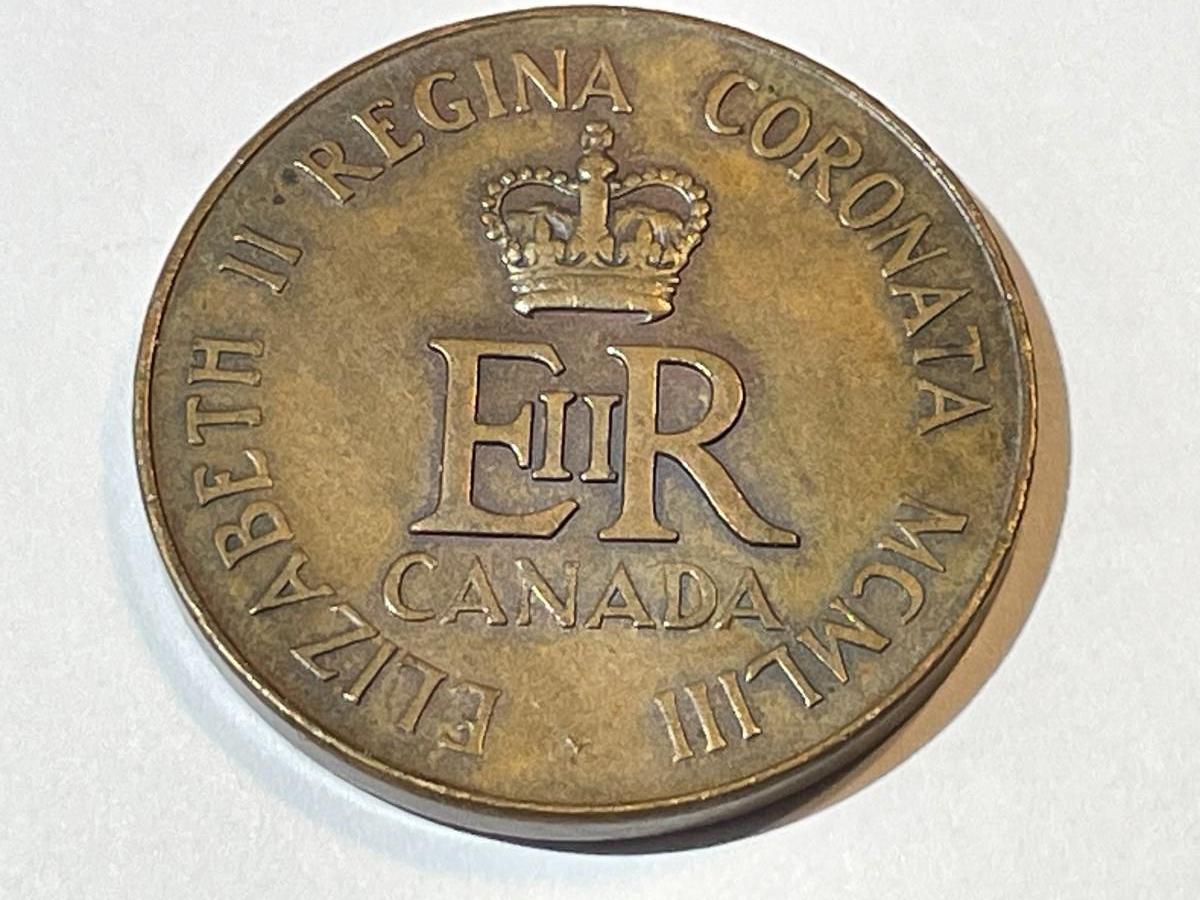 ELIZABETH II REGINA CORONATA MCMLIII
EIIR
CANADA